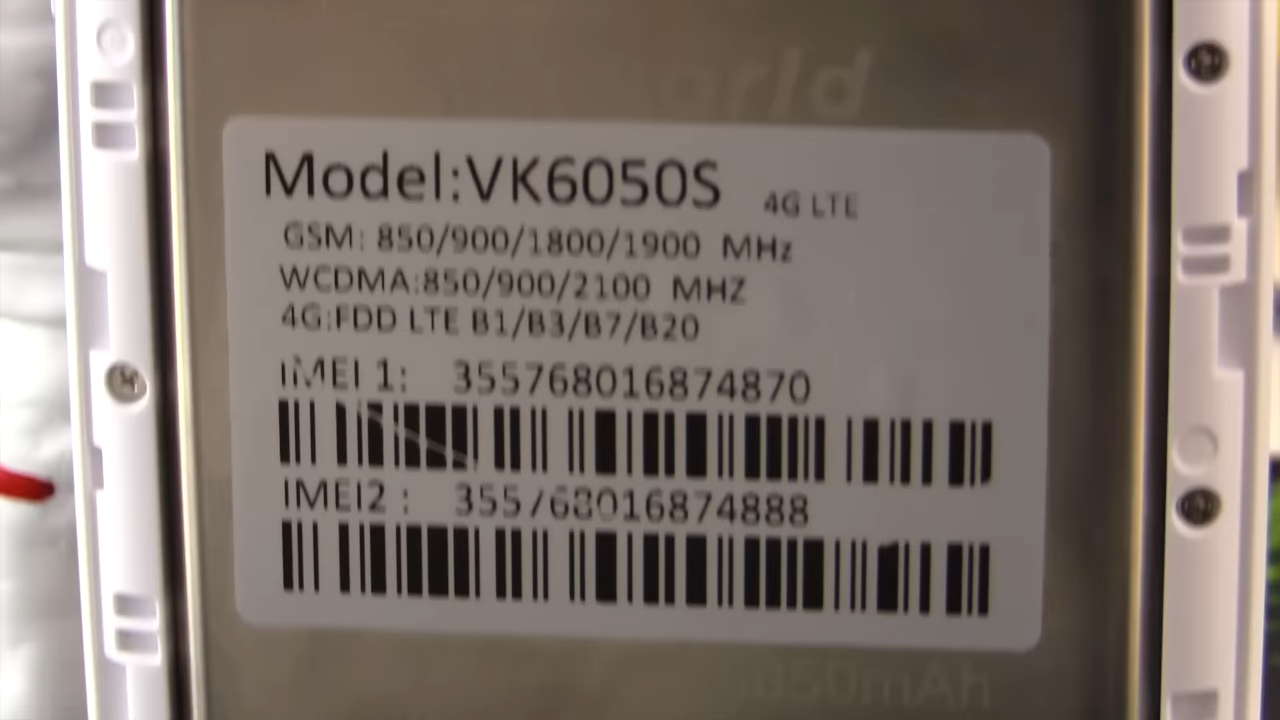 Model:VK6050S 4G LTE
GSM: 850/900/1800/1900 MHz
WCDMA:850/900/2100 MHZ
4G:FDD LTE B1/B3/B7/B20
IMEI 1: 355768016874870
IMEI2 : 355768016874888